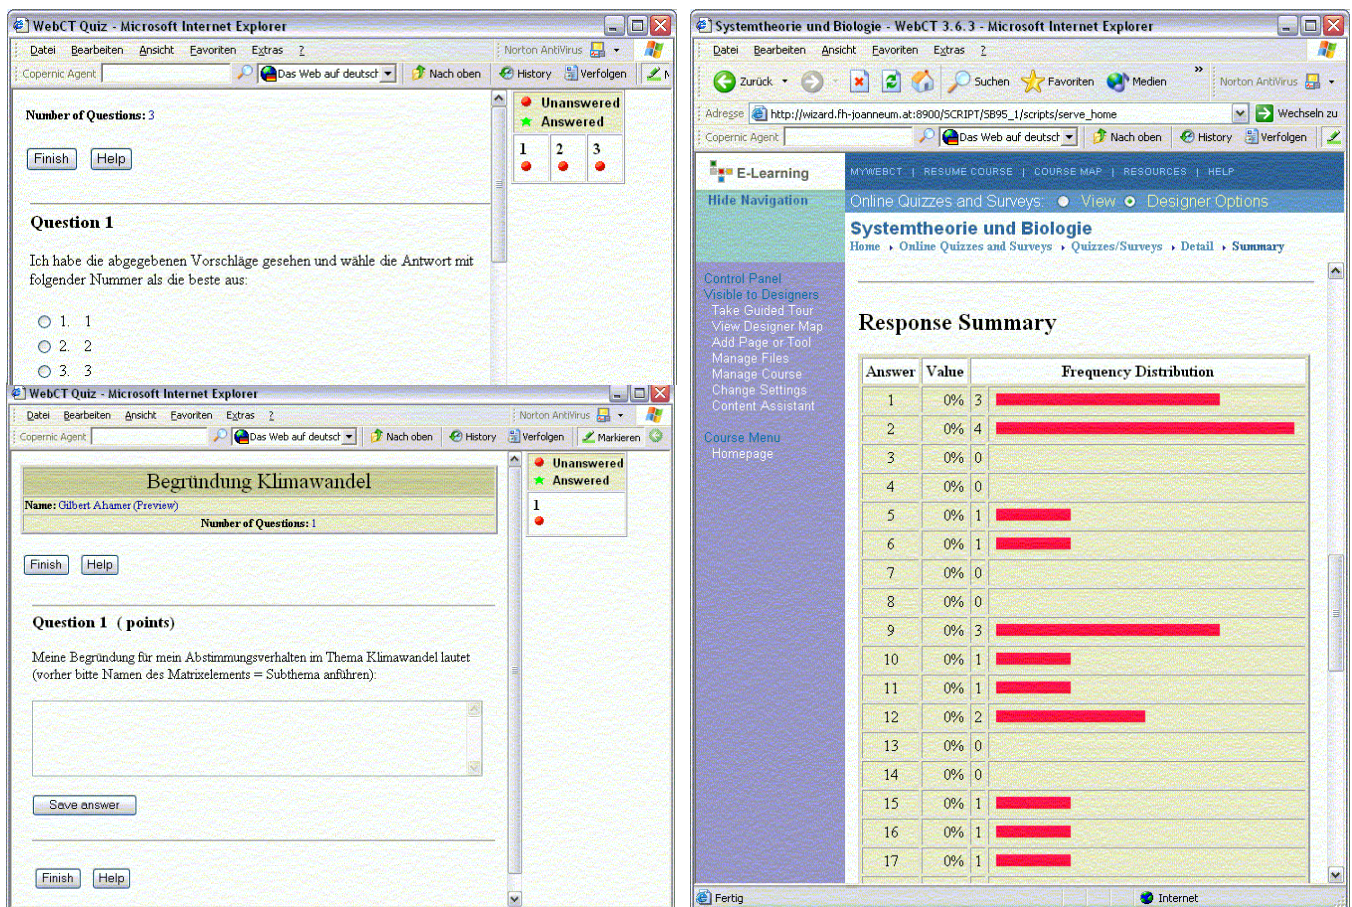 WebCT Quiz - Microsoft Internet Explorer
Datei Bearbeiten Ansicht Favoriten Extras ? Norton AntiVirus
Copernic Agent Das Web auf deutsch Nach oben History Verfolgen
Number of Questions: 3
Finish Help
Unanswered
Answered
1 2 3
Question 1
Ich habe die abgegebenen Vorschläge gesehen und wähle die Antwort mit
folgender Nummer als die beste aus:
1. 1
2. 2
3. 3
WebCT Quiz - Microsoft Internet Explorer
Datei Bearbeiten Ansicht Favoriten Extras ? Norton AntiVirus
Copernic Agent Das Web auf deutsch Nach oben History Verfolgen Markieren
Begründung Klimawandel
Name: Gilbert Ahamer (Preview)
Number of Questions: 1
Finish Help
Unanswered
Answered
1
Question 1 ( points)
Meine Begründung für mein Abstimmungsverhalten im Thema Klimawandel lautet
(vorher bitte Namen des Matrixelements = Subthema anführen):
Save answer
Finish Help
Systemtheorie und Biologie - WebCT 3.6.3 - Microsoft Internet Explorer
Datei Bearbeiten Ansicht Favoriten Extras ?
Zurück Suchen Favoriten Medien » Norton AntiVirus
Adresse http://wizard.fh-joanneum.at:8900/SCRIPT/SB95_1/scripts/serve_home Wechseln zu
Copernic Agent Das Web auf deutsch Nach oben History Verfolgen
E-Learning
MYWEBCT | RESUME COURSE | COURSE MAP | RESOURCES | HELP
Hide Navigation
Online Quizzes and Surveys: View Designer Options
Systemtheorie und Biologie
Home Online Quizzes and Surveys Quizzes/Surveys Detail Summary
Control Panel
Visible to Designers
Take Guided Tour
View Designer Map
Add Page or Tool
Manage Files
Manage Course
Change Settings
Content Assistant
Course Menu
Homepage
Response Summary
Answer Value Frequency Distribution
1 0% 3
2 0% 4
3 0% 0
4 0% 0
5 0% 1
6 0% 1
7 0% 0
8 0% 0
9 0% 3
10 0% 1
11 0% 1
12 0% 2
13 0% 0
14 0% 0
15 0% 1
16 0% 1
17 0% 1
Fertig Internet